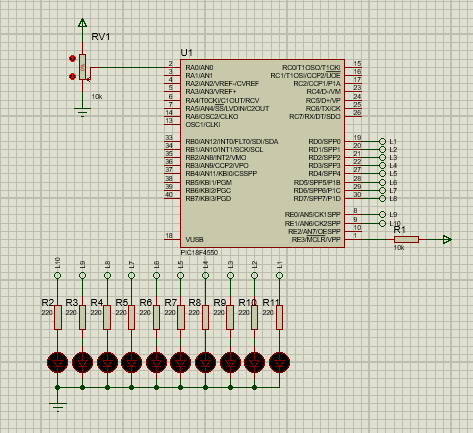 RV1
10k
U1
2 RA0/AN0 RC0/T1OSO/T1CKI 15
3 RA1/AN1 RC1/T1OSI/CCP2/UOE 16
4 RA2/AN2/VREF-/CVREF RC2/CCP1/P1A 17
5 RA3/AN3/VREF+ RC4/D-/VM 23
6 RA4/T0CKI/C1OUT/RCV RC5/D+/VP 24
7 RA5/AN4/SS/LVDIN/C2OUT RC6/TX/CK 25
14 RA6/OSC2/CLKO RC7/RX/DT/SDO 26
13 OSC1/CLKI
33 RB0/AN12/INT0/FLT0/SDI/SDA RD0/SPP0 19 L1
34 RB1/AN10/INT1/SCK/SCL RD1/SPP1 20 L2
35 RB2/AN8/INT2/VMO RD2/SPP2 21 L3
36 RB3/AN9/CCP2/VPO RD3/SPP3 22 L4
37 RB4/AN11/KBI0/CSSPP RD4/SPP4 27 L5
38 RB5/KBI1/PGM RD5/SPP5/P1B 28 L6
39 RB6/KBI2/PGC RD6/SPP6/P1C 29 L7
40 RB7/KBI3/PGD RD7/SPP7/P1D 30 L8
RE0/AN5/CK1SPP 8 L9
RE1/AN6/CK2SPP 9 L10
RE2/AN7/OESPP 10
18 VUSB RE3/MCLR/VPP 1
R1
10k
PIC18F4550
L10 L9 L8 L7 L6 L5 L4 L3 L2 L1
R2 R3 R4 R5 R6 R7 R8 R9 R10 R11
220 220 220 220 220 220 220 220 220 220